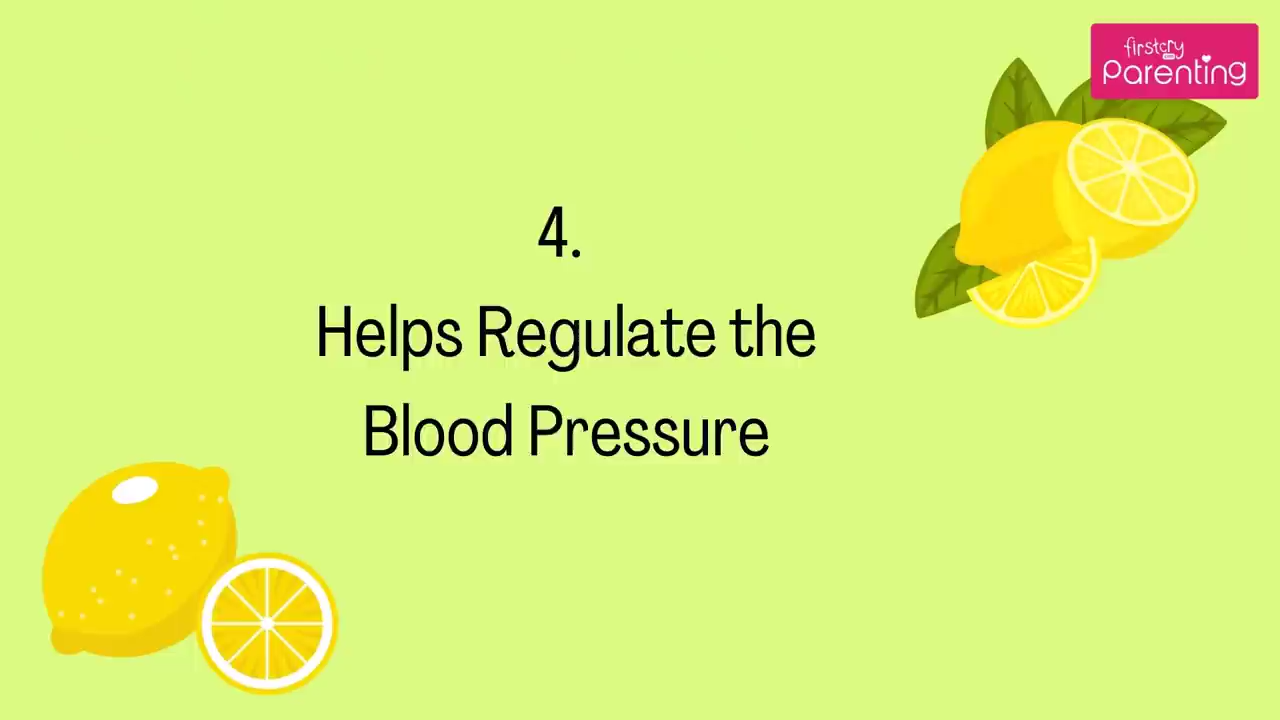 firstcry
Parenting
4.
Helps Regulate the
Blood Pressure